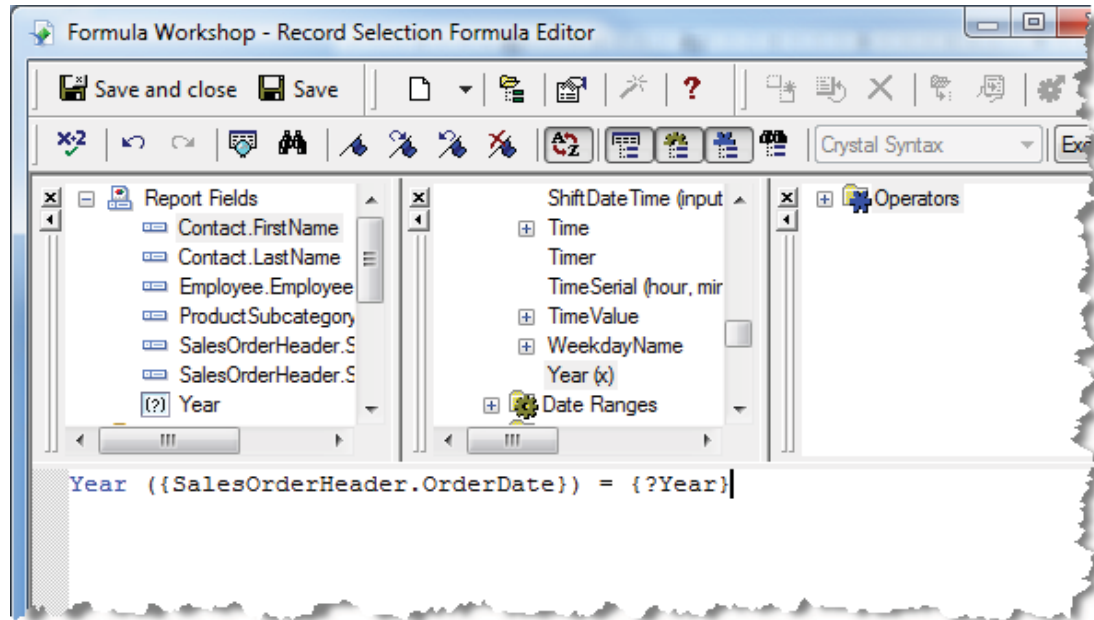 Formula Workshop - Record Selection Formula Editor
Save and close Save ?
x+2 A Z Crystal Syntax
Report Fields
Contact.FirstName
Contact.LastName
Employee.Employee
ProductSubcategory
SalesOrderHeader.S
SalesOrderHeader.S
(?) Year
ShiftDateTime (input
Time
Timer
TimeSerial (hour, mir
TimeValue
WeekdayName
Year (x)
Date Ranges
Operators
Year ({SalesOrderHeader.OrderDate}) = {?Year}